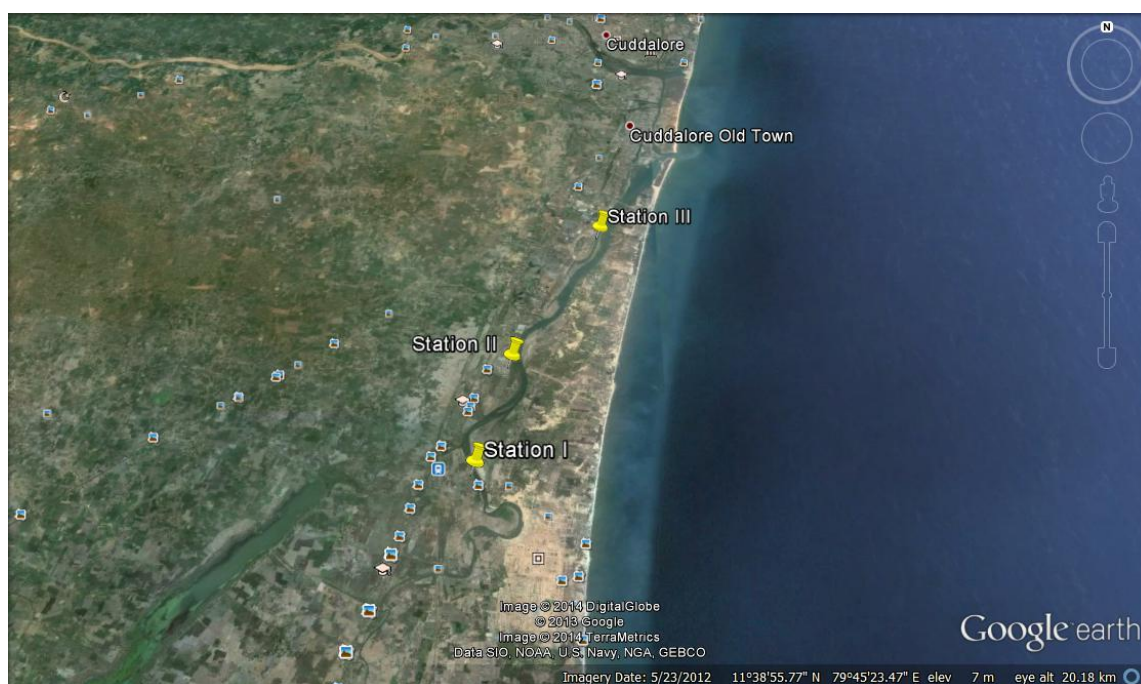 N
Cuddalore
Cuddalore Old Town
Station III
Station II
Station I
Image © 2014 DigitalGlobe
© 2013 Google
Image © 2014 TerraMetrics
Data SIO, NOAA, U.S. Navy, NGA, GEBCO
Google earth
Imagery Date: 5/23/2012 11°38'55.77" N 79°45'23.47" E elev 7 m eye alt 20.18 km